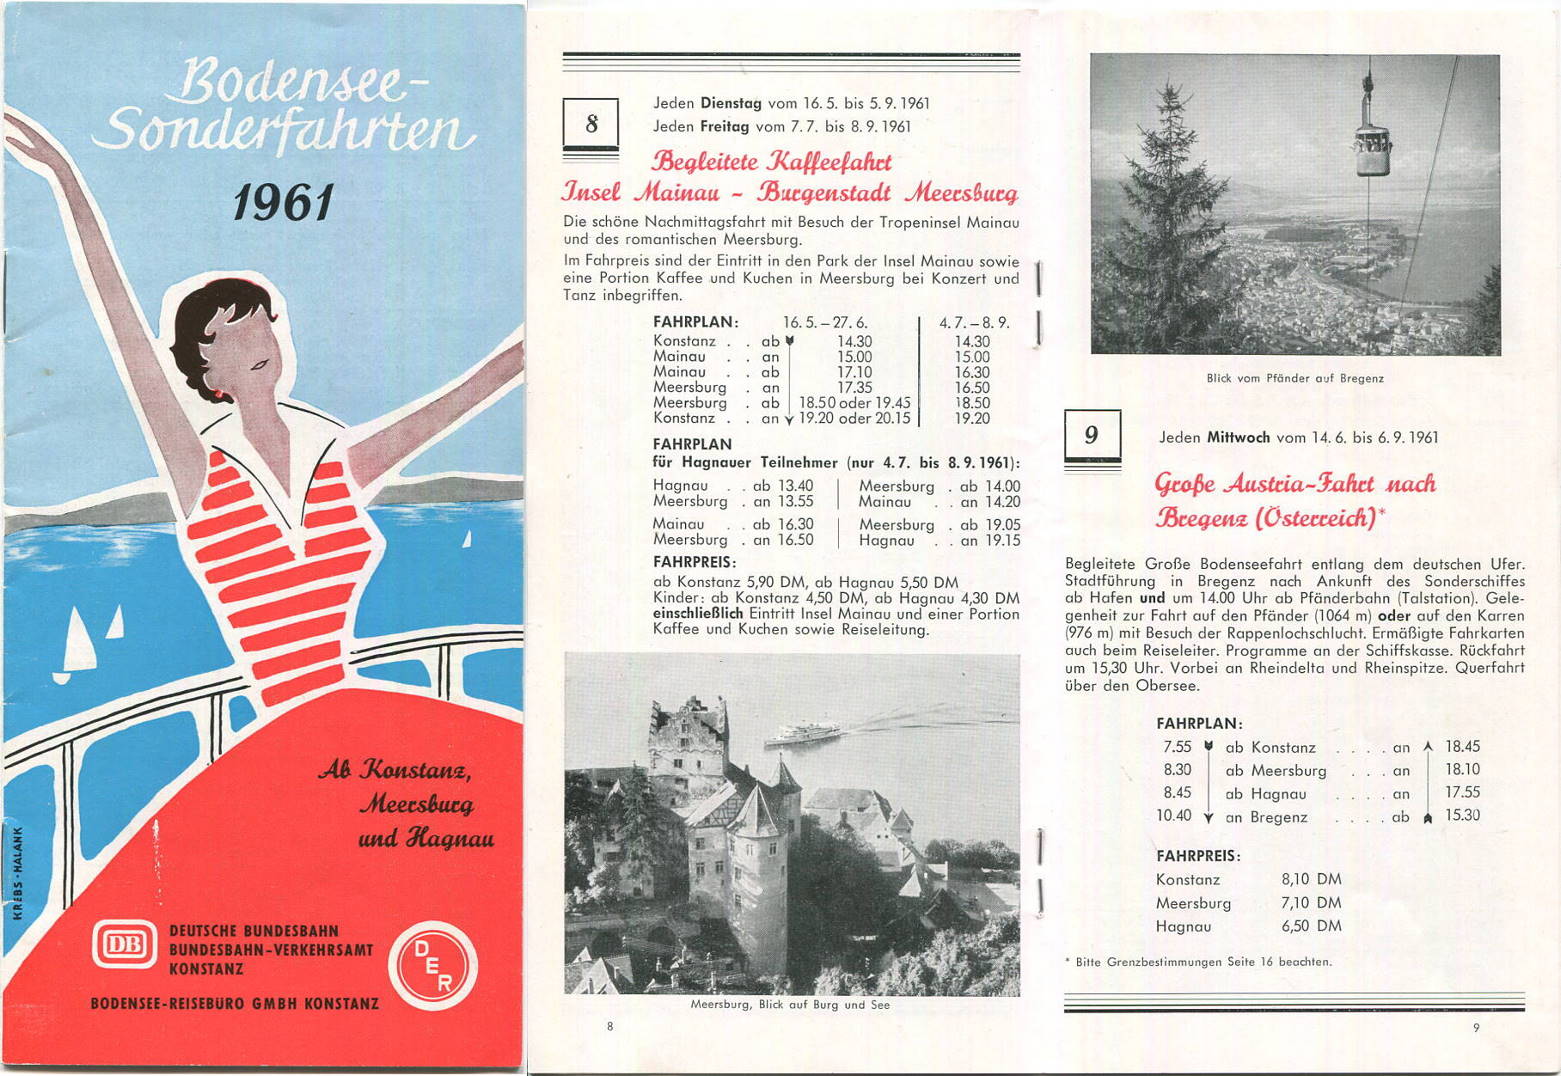 Bodensee-
Sonderfahrten
1961
Ab Konstanz,
Meersburg
und Hagnau
KREBS-HALANK
DB
DEUTSCHE BUNDESBAHN
BUNDESBAHN-VERKEHRSAMT
KONSTANZ
DER
BODENSEE-REISEBÜRO GMBH KONSTANZ
8
Jeden Dienstag vom 16. 5. bis 5. 9. 1961
Jeden Freitag vom 7. 7. bis 8. 9. 1961
Begleitete Kaffeefahrt
Insel Mainau - Burgenstadt Meersburg
Die schöne Nachmittagsfahrt mit Besuch der Tropeninsel Mainau
und des romantischen Meersburg.
Im Fahrpreis sind der Eintritt in den Park der Insel Mainau sowie
eine Portion Kaffee und Kuchen in Meersburg bei Konzert und
Tanz inbegriffen.
FAHRPLAN: 16. 5. – 27. 6. 4. 7. – 8. 9.
Konstanz . . ab 14.30 14.30
Mainau . . an 15.00 15.00
Mainau . . ab 17.10 16.30
Meersburg . an 17.35 16.50
Meersburg . ab 18.50 oder 19.45 18.50
Konstanz . . an 19.20 oder 20.15 19.20
FAHRPLAN
für Hagnauer Teilnehmer (nur 4. 7. bis 8. 9. 1961):
Hagnau . . ab 13.40 Meersburg . ab 14.00
Meersburg . an 13.55 Mainau . . an 14.20
Mainau . . ab 16.30 Meersburg . ab 19.05
Meersburg . an 16.50 Hagnau . . an 19.15
FAHRPREIS:
ab Konstanz 5,90 DM, ab Hagnau 5,50 DM
Kinder: ab Konstanz 4,50 DM, ab Hagnau 4,30 DM
einschließlich Eintritt Insel Mainau und einer Portion
Kaffee und Kuchen sowie Reiseleitung.
Meersburg, Blick auf Burg und See
8
Blick vom Pfänder auf Bregenz
9
Jeden Mittwoch vom 14. 6. bis 6. 9. 1961
Große Austria-Fahrt nach
Bregenz (Österreich)*
Begleitete Große Bodenseefahrt entlang dem deutschen Ufer.
Stadtführung in Bregenz nach Ankunft des Sonderschiffes
ab Hafen und um 14.00 Uhr ab Pfänderbahn (Talstation). Gele-
genheit zur Fahrt auf den Pfänder (1064 m) oder auf den Karren
(976 m) mit Besuch der Rappenlochschlucht. Ermäßigte Fahrkarten
auch beim Reiseleiter. Programme an der Schiffskasse. Rückfahrt
um 15,30 Uhr. Vorbei an Rheindelta und Rheinspitze. Querfahrt
über den Obersee.
FAHRPLAN:
7.55 ab Konstanz . . . . an 18.45
8.30 ab Meersburg . . . an 18.10
8.45 ab Hagnau . . . . an 17.55
10.40 an Bregenz . . . . ab 15.30
FAHRPREIS:
Konstanz 8,10 DM
Meersburg 7,10 DM
Hagnau 6,50 DM
* Bitte Grenzbestimmungen Seite 16 beachten.
9